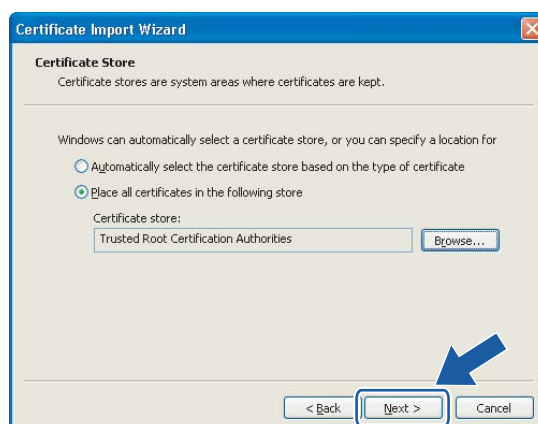 Certificate Import Wizard
Certificate Store
Certificate stores are system areas where certificates are kept.
Windows can automatically select a certificate store, or you can specify a location for
Automatically select the certificate store based on the type of certificate
Place all certificates in the following store
Certificate store:
Trusted Root Certification Authorities
Browse...
< Back
Next >
Cancel